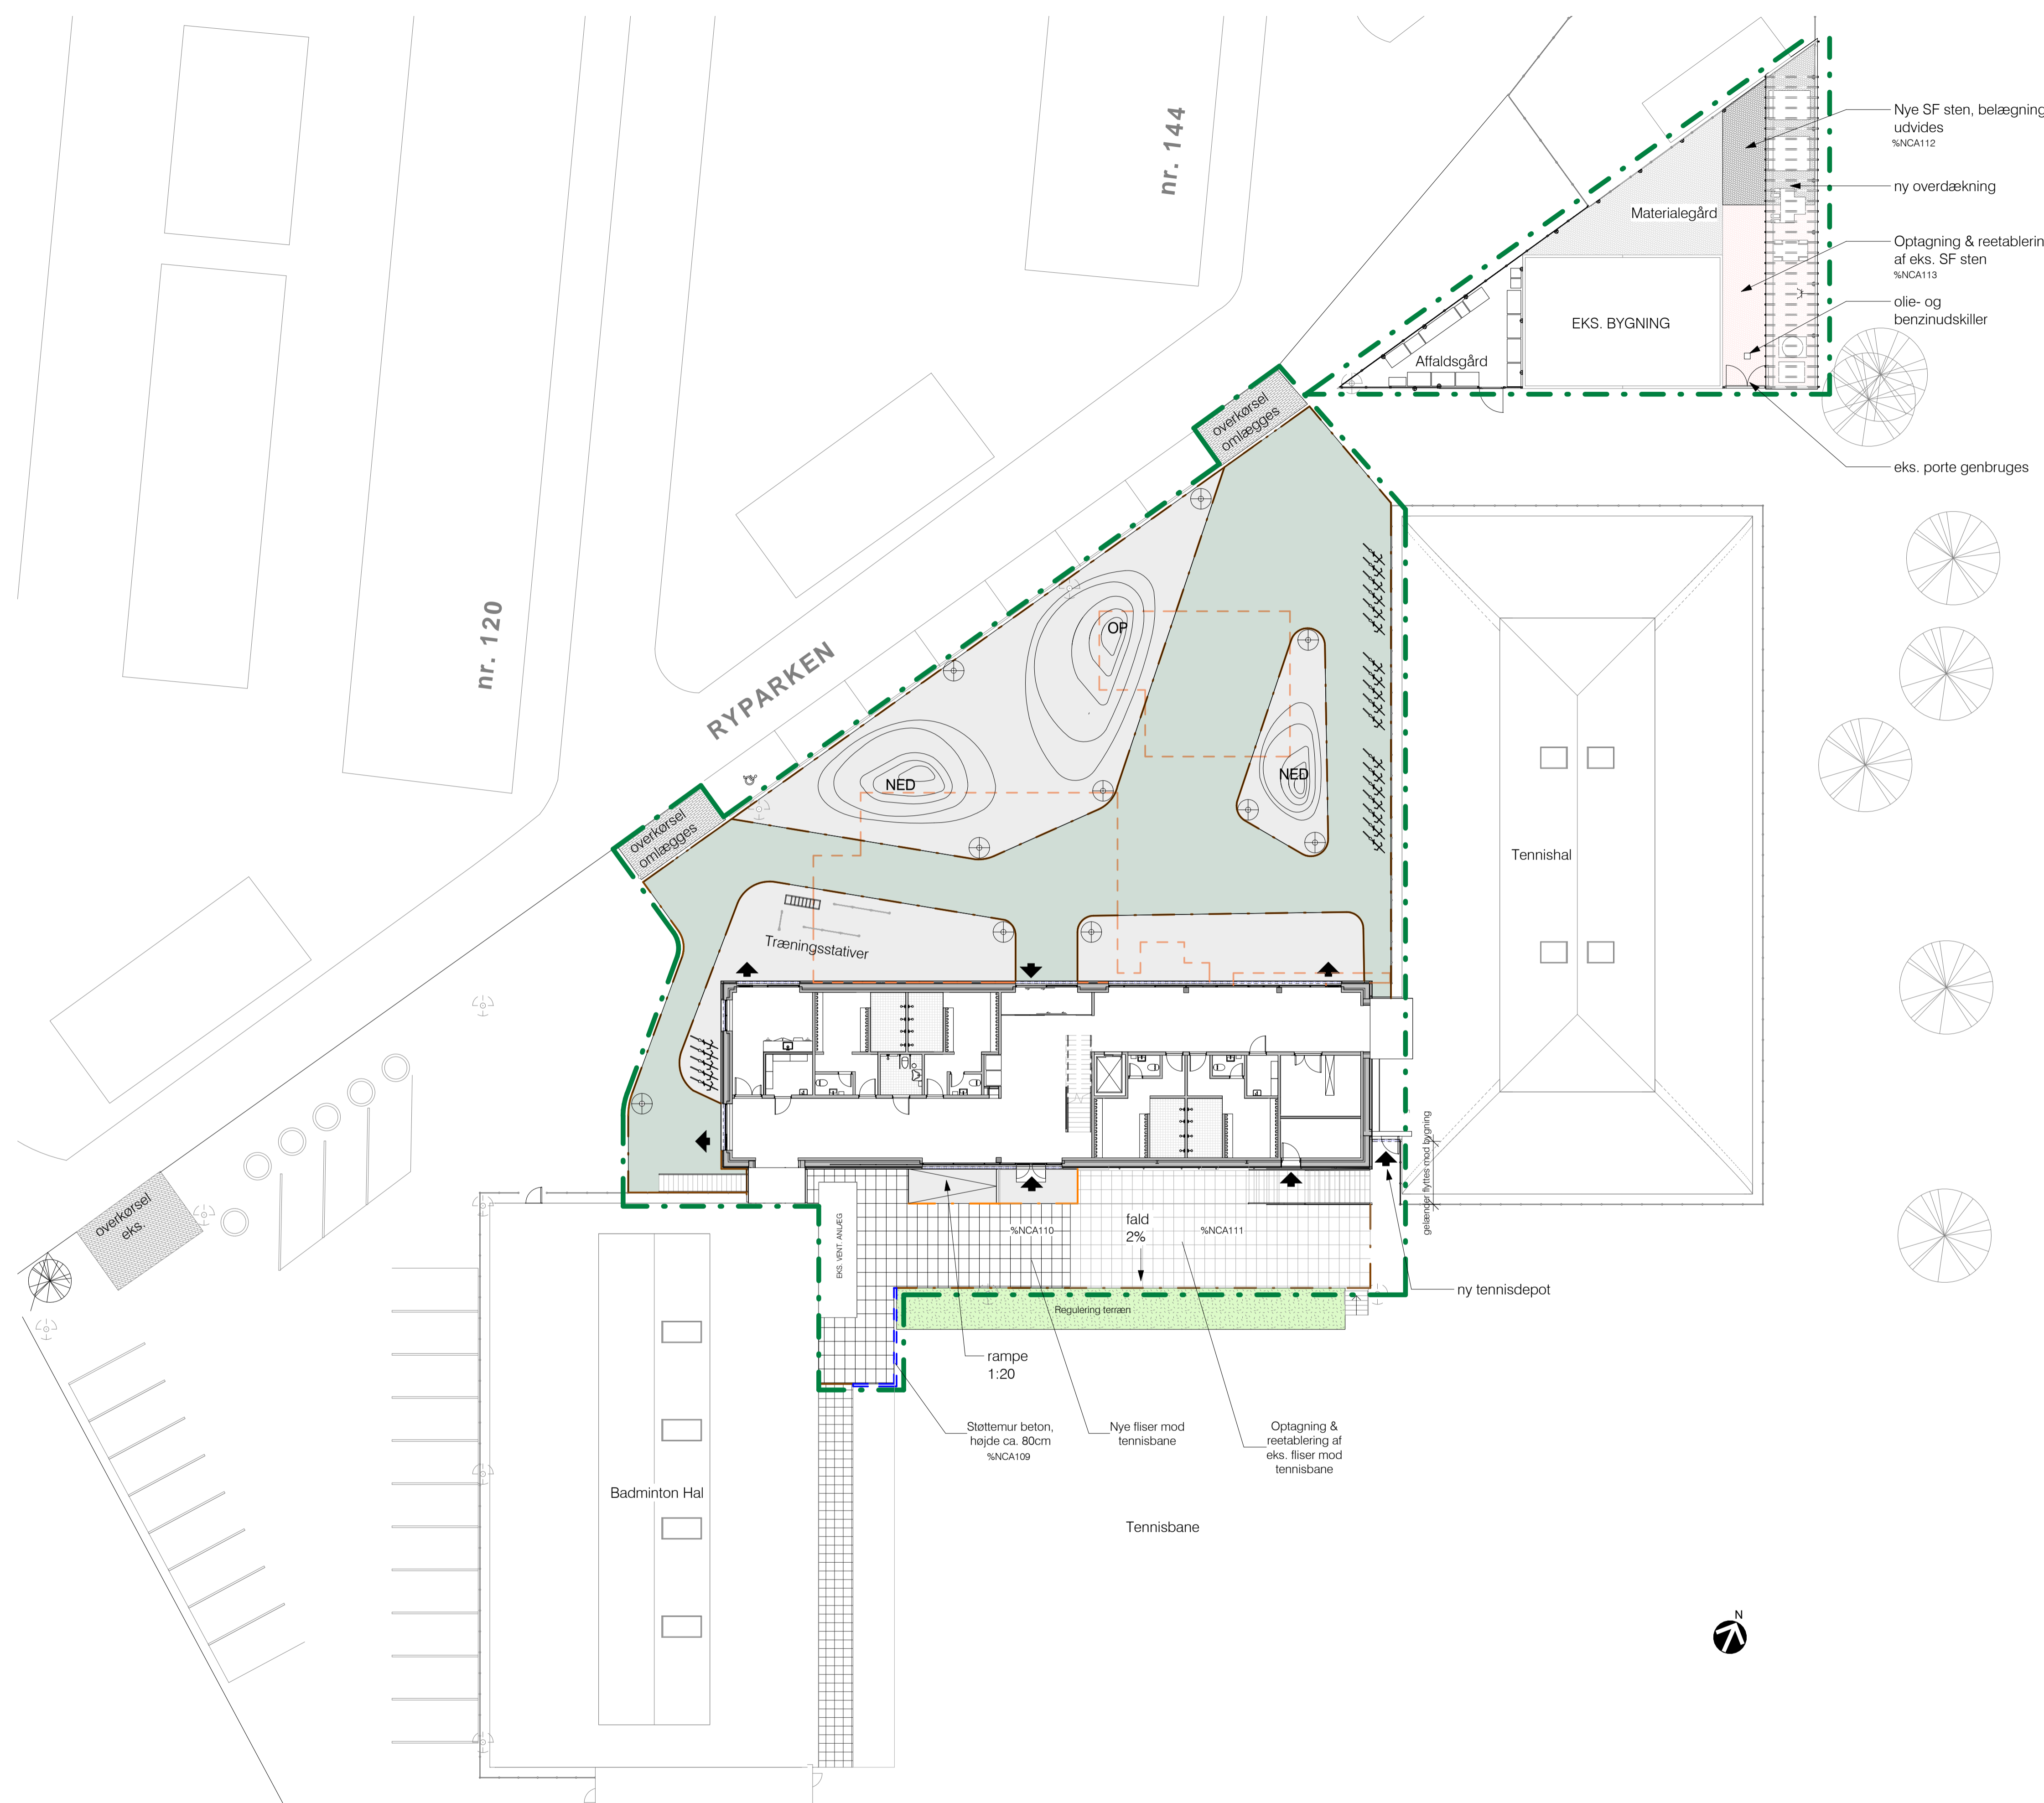 nr. 144
nr. 120
RYPARKEN
Nye SF sten, belægning
udvides
%NCA112
ny overdækning
Materialegård
Optagning & reetablerin
af eks. SF sten
%NCA113
olie- og
benzinudskiller
EKS. BYGNING
Affaldsgård
eks. porte genbruges
overkørsel
omlægges
OP
NED
NED
overkørsel
omlægges
Tennishal
Træningsstativer
gelænder flyttes mod bygning
overkørsel
eks.
EKS. VENT. ANLÆG
%NCA110
fald
2%
%NCA111
Regulering terræn
ny tennisdepot
rampe
1:20
Støttemur beton,
højde ca. 80cm
%NCA109
Nye fliser mod
tennisbane
Optagning &
reetablering af
eks. fliser mod
tennisbane
Badminton Hal
Tennisbane
N